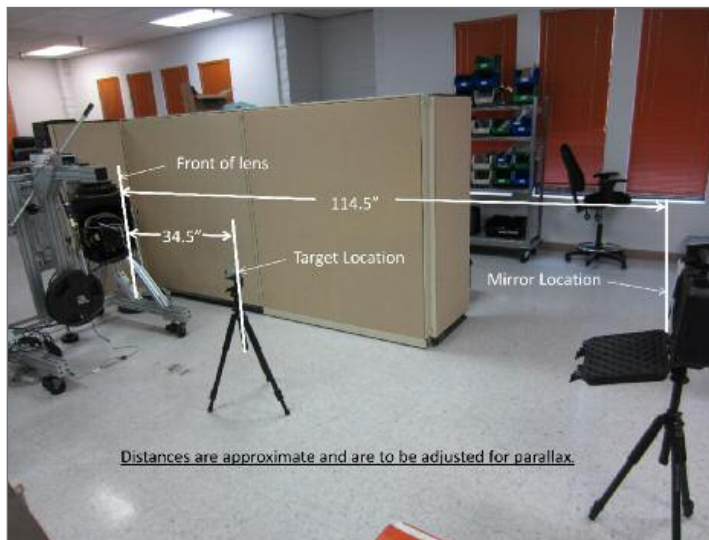 Front of lens
114.5"
34.5"
Target Location
Mirror Location
Distances are approximate and are to be adjusted for parallax.